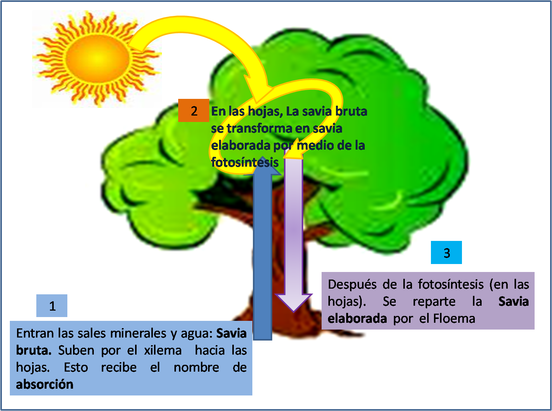 2
En las hojas, La savia bruta
se transforma en savia
elaborada por medio de la
fotosíntesis
3
Después de la fotosíntesis (en las
hojas). Se reparte la Savia
elaborada por el Floema
1
Entran las sales minerales y agua: Savia
bruta. Suben por el xilema hacia las
hojas. Esto recibe el nombre de
absorción